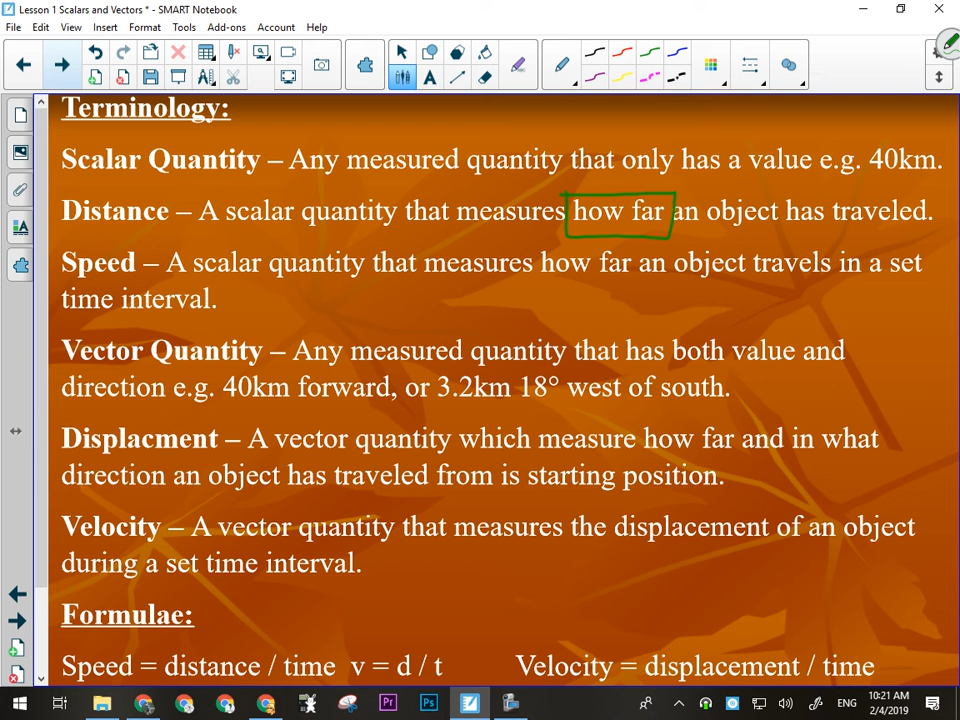 Lesson 1 Scalars and Vectors * - SMART Notebook
File Edit View Insert Format Tools Add-ons Account Help
Terminology:
Scalar Quantity – Any measured quantity that only has a value e.g. 40km.
Distance – A scalar quantity that measures how far an object has traveled.
Speed – A scalar quantity that measures how far an object travels in a set
time interval.
Vector Quantity – Any measured quantity that has both value and
direction e.g. 40km forward, or 3.2km 18° west of south.
Displacment – A vector quantity which measure how far and in what
direction an object has traveled from is starting position.
Velocity – A vector quantity that measures the displacement of an object
during a set time interval.
Formulae:
Speed = distance / time v = d / t Velocity = displacement / time
Pr Ps ENG 10:21 AM
2/4/2019